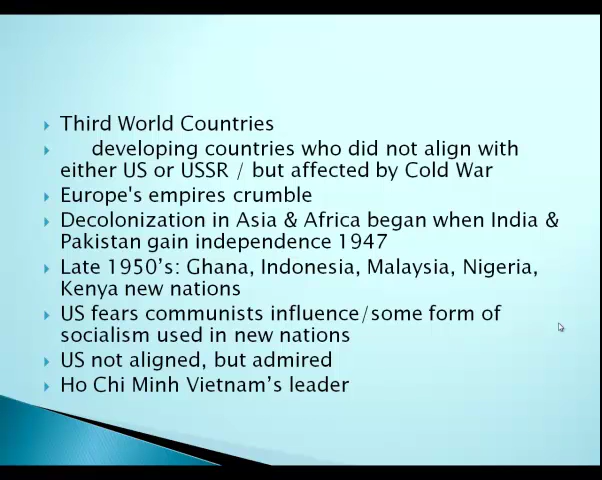 Third World Countries
developing countries who did not align with
either US or USSR / but affected by Cold War
Europe's empires crumble
Decolonization in Asia & Africa began when India &
Pakistan gain independence 1947
Late 1950's: Ghana, Indonesia, Malaysia, Nigeria,
Kenya new nations
US fears communists influence/some form of
socialism used in new nations
US not aligned, but admired
Ho Chi Minh Vietnam's leader